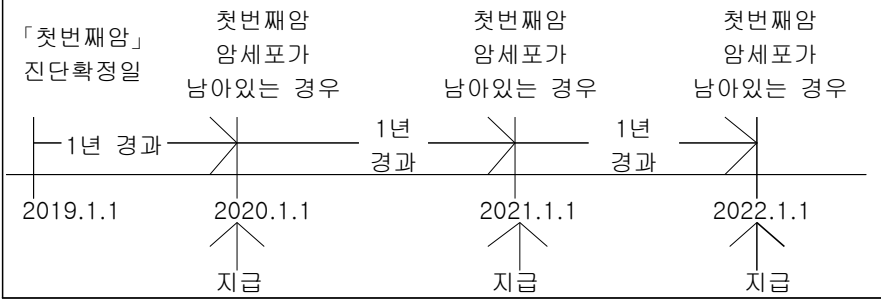 「첫번째암」
진단확정일
첫번째암
암세포가
남아있는 경우
첫번째암
암세포가
남아있는 경우
첫번째암
암세포가
남아있는 경우
1년 경과
1년
경과
1년
경과
2019.1.1
2020.1.1
2021.1.1
2022.1.1
지급
지급
지급